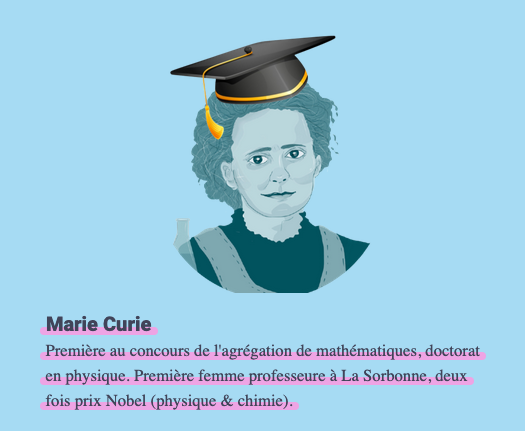 Marie Curie
Première au concours de l'agrégation de mathématiques, doctorat
en physique. Première femme professeure à La Sorbonne, deux
fois prix Nobel (physique & chimie).